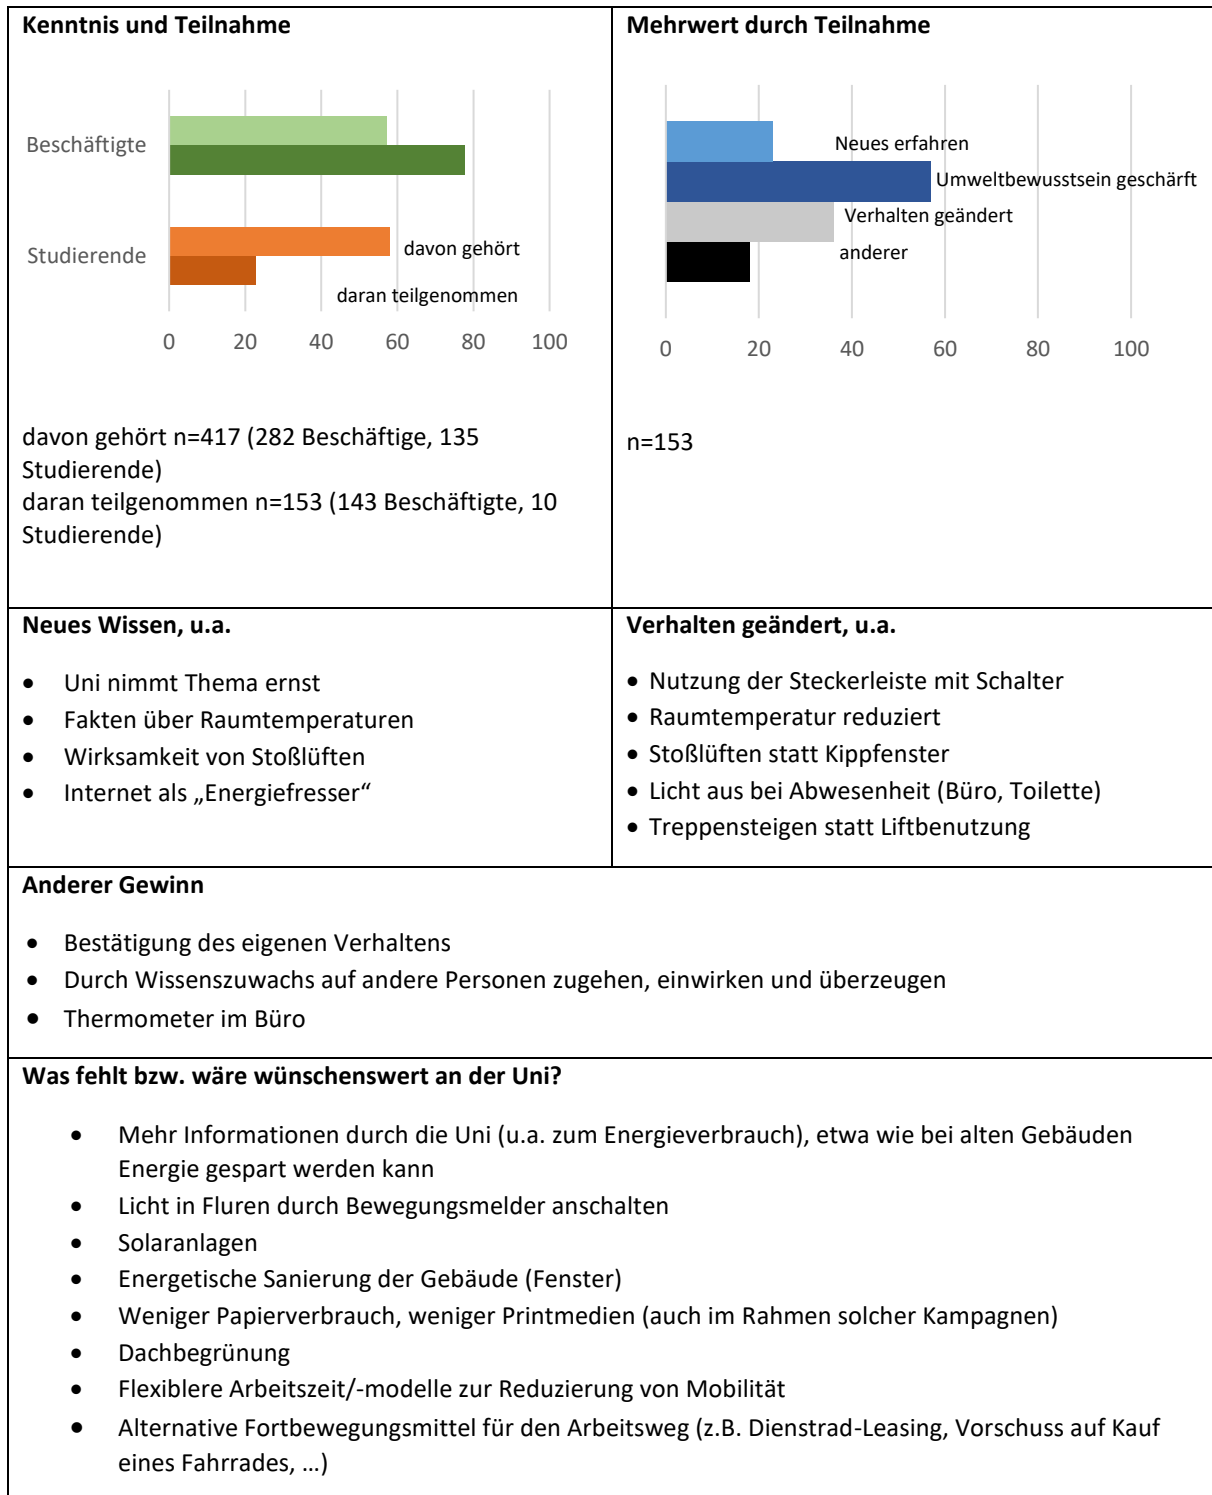 Kenntnis und Teilnahme
Beschäftigte
Studierende
davon gehört
daran teilgenommen
0 20 40 60 80 100
davon gehört n=417 (282 Beschäftige, 135
Studierende)
daran teilgenommen n=153 (143 Beschäftigte, 10
Studierende)
Mehrwert durch Teilnahme
Neues erfahren
Umweltbewusstsein geschärft
Verhalten geändert
anderer
0 20 40 60 80 100
n=153
Neues Wissen, u.a.
• Uni nimmt Thema ernst
• Fakten über Raumtemperaturen
• Wirksamkeit von Stoßlüften
• Internet als „Energiefresser“
Verhalten geändert, u.a.
• Nutzung der Steckerleiste mit Schalter
• Raumtemperatur reduziert
• Stoßlüften statt Kippfenster
• Licht aus bei Abwesenheit (Büro, Toilette)
• Treppensteigen statt Liftbenutzung
Anderer Gewinn
• Bestätigung des eigenen Verhaltens
• Durch Wissenszuwachs auf andere Personen zugehen, einwirken und überzeugen
• Thermometer im Büro
Was fehlt bzw. wäre wünschenswert an der Uni?
• Mehr Informationen durch die Uni (u.a. zum Energieverbrauch), etwa wie bei alten Gebäuden
Energie gespart werden kann
• Licht in Fluren durch Bewegungsmelder anschalten
• Solaranlagen
• Energetische Sanierung der Gebäude (Fenster)
• Weniger Papierverbrauch, weniger Printmedien (auch im Rahmen solcher Kampagnen)
• Dachbegrünung
• Flexiblere Arbeitszeit/-modelle zur Reduzierung von Mobilität
• Alternative Fortbewegungsmittel für den Arbeitsweg (z.B. Dienstrad-Leasing, Vorschuss auf Kauf
eines Fahrrades, …)